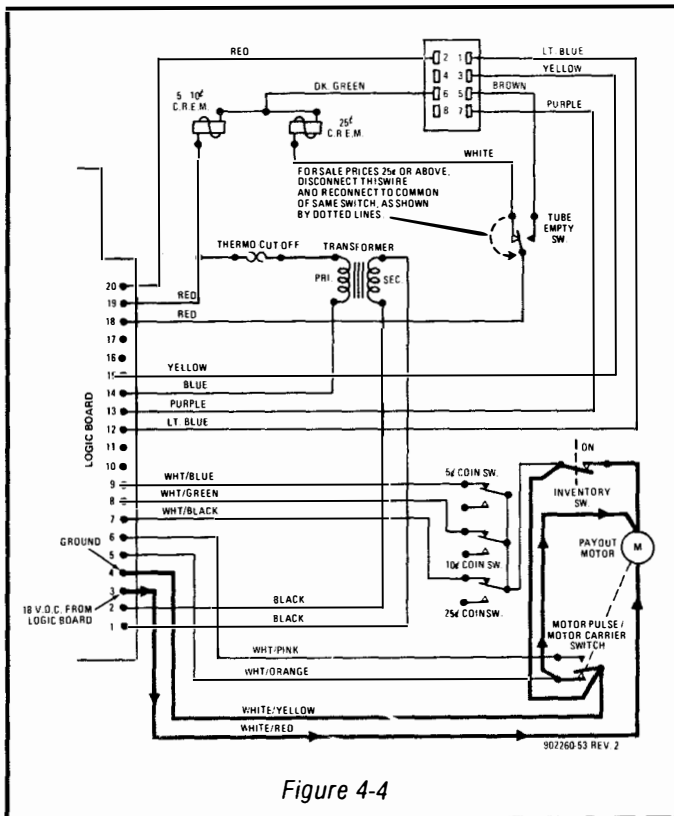 RED
2 1
LT. BLUE
4 3
YELLOW
5 10¢
C.R.E.M.
DK. GREEN
6 5
BROWN
25¢
C.R.E.M.
8 7
PURPLE
WHITE
FOR SALE PRICES 25¢ OR ABOVE,
DISCONNECT THIS WIRE
AND RECONNECT TO COMMON
OF SAME SWITCH, AS SHOWN
BY DOTTED LINES.
TUBE
EMPTY
SW.
THERMO CUT OFF
TRANSFORMER
PRI.
SEC.
LOGIC BOARD
20
19
RED
18
RED
17
16
15
YELLOW
14
BLUE
13
PURPLE
12
LT. BLUE
11
10
9
WHT/BLUE
8
WHT/GREEN
7
WHT/BLACK
6
5
4
3
2
BLACK
1
BLACK
GROUND
18 V.D.C. FROM
LOGIC BOARD
5¢ COIN SW.
10¢ COIN SW.
25¢ COINSW.
ON
INVENTORY
SW.
PAYOUT
MOTOR
M
MOTOR PULSE /
MOTOR CARRIER
SWITCH
WHT/PINK
WHT/ORANGE
WHITE/YELLOW
WHITE/RED
902260-53 REV. 2
Figure 4-4